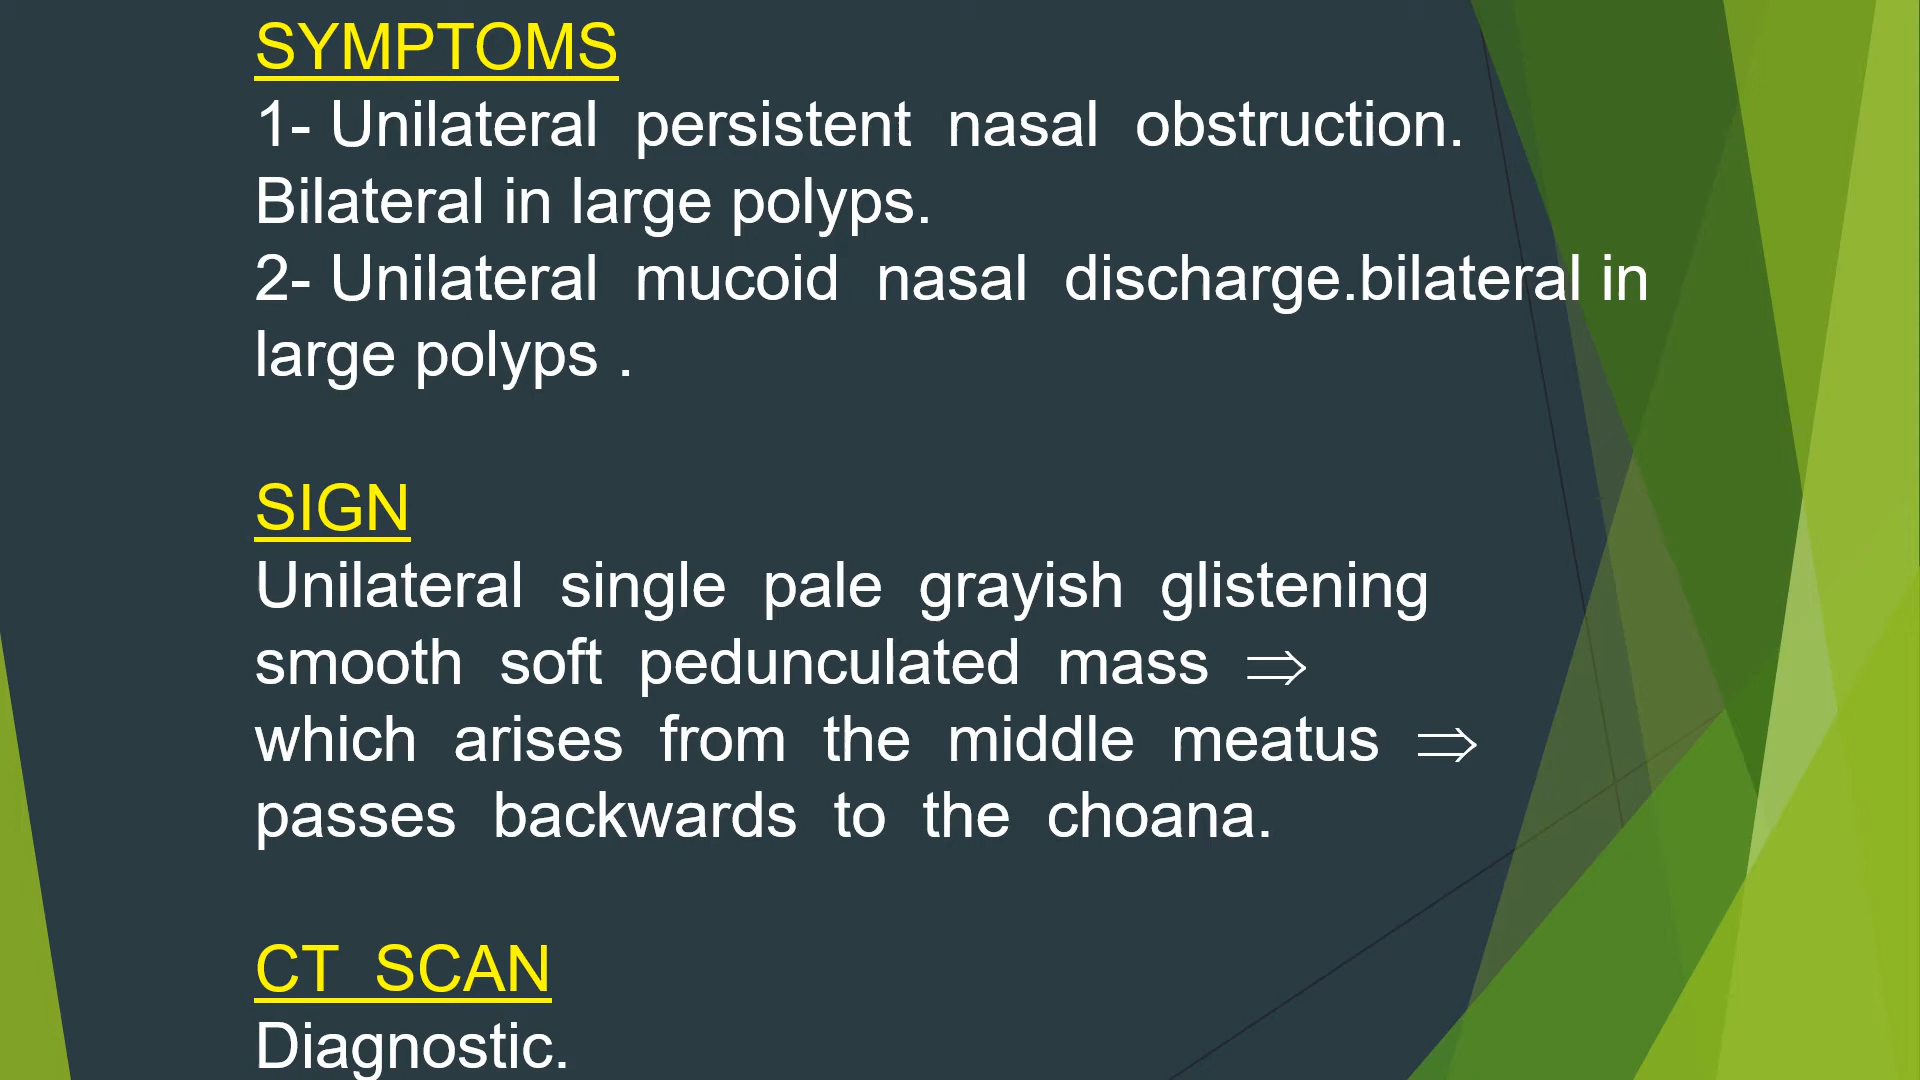 SYMPTOMS
1- Unilateral persistent nasal obstruction.
Bilateral in large polyps.
2- Unilateral mucoid nasal discharge.bilateral in
large polyps .
SIGN
Unilateral single pale grayish glistening
smooth soft pedunculated mass ⇒
which arises from the middle meatus ⇒
passes backwards to the choana.
CT SCAN
Diagnostic.